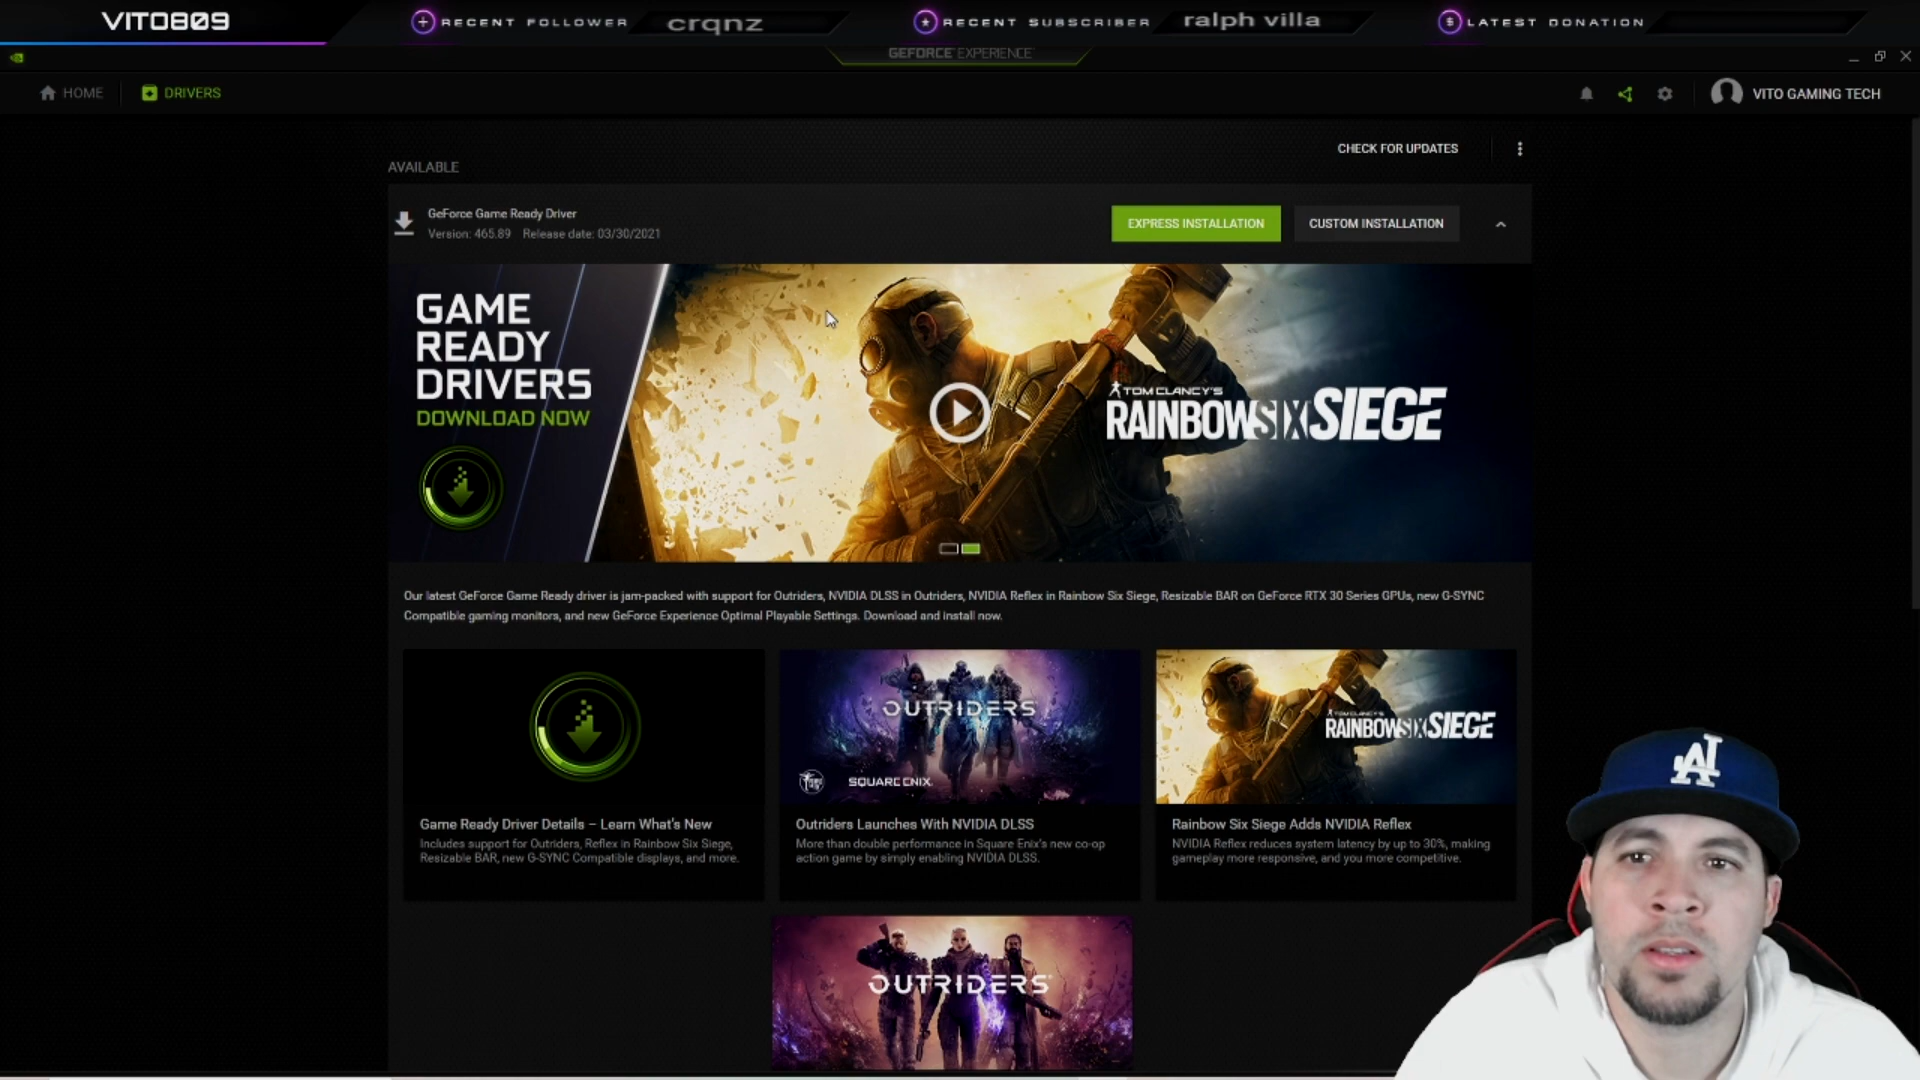 VITO809
RECENT FOLLOWER
crqnz
RECENT SUBSCRIBER
ralph villa
LATEST DONATION
GEFORCE EXPERIENCE
HOME
DRIVERS
VITO GAMING TECH
CHECK FOR UPDATES
AVAILABLE
GeForce Game Ready Driver
Version: 465.89 Release date: 03/30/2021
EXPRESS INSTALLATION
CUSTOM INSTALLATION
GAME
READY
DRIVERS
DOWNLOAD NOW
TOM CLANCY'S
RAINBOWSIX SIEGE
Our latest GeForce Game Ready driver is jam-packed with support for Outriders, NVIDIA DLSS in Outriders, NVIDIA Reflex in Rainbow Six Siege, Resizable BAR on GeForce RTX 30 Series GPUs, new G-SYNC
Compatible gaming monitors, and new GeForce Experience Optimal Playable Settings. Download and install now.
OUTRIDERS
SQUARE ENIX.
TOM CLANCY'S
RAINBOWSIX SIEGE
Game Ready Driver Details – Learn What's New
Includes support for Outriders, Reflex in Rainbow Six Siege,
Resizable BAR, new G-SYNC Compatible displays, and more.
Outriders Launches With NVIDIA DLSS
More than double performance in Square Enix's new co-op
action game by simply enabling NVIDIA DLSS.
Rainbow Six Siege Adds NVIDIA Reflex
NVIDIA Reflex reduces system latency by up to 30%, making
gameplay more responsive, and you more competitive.
OUTRIDERS
LA